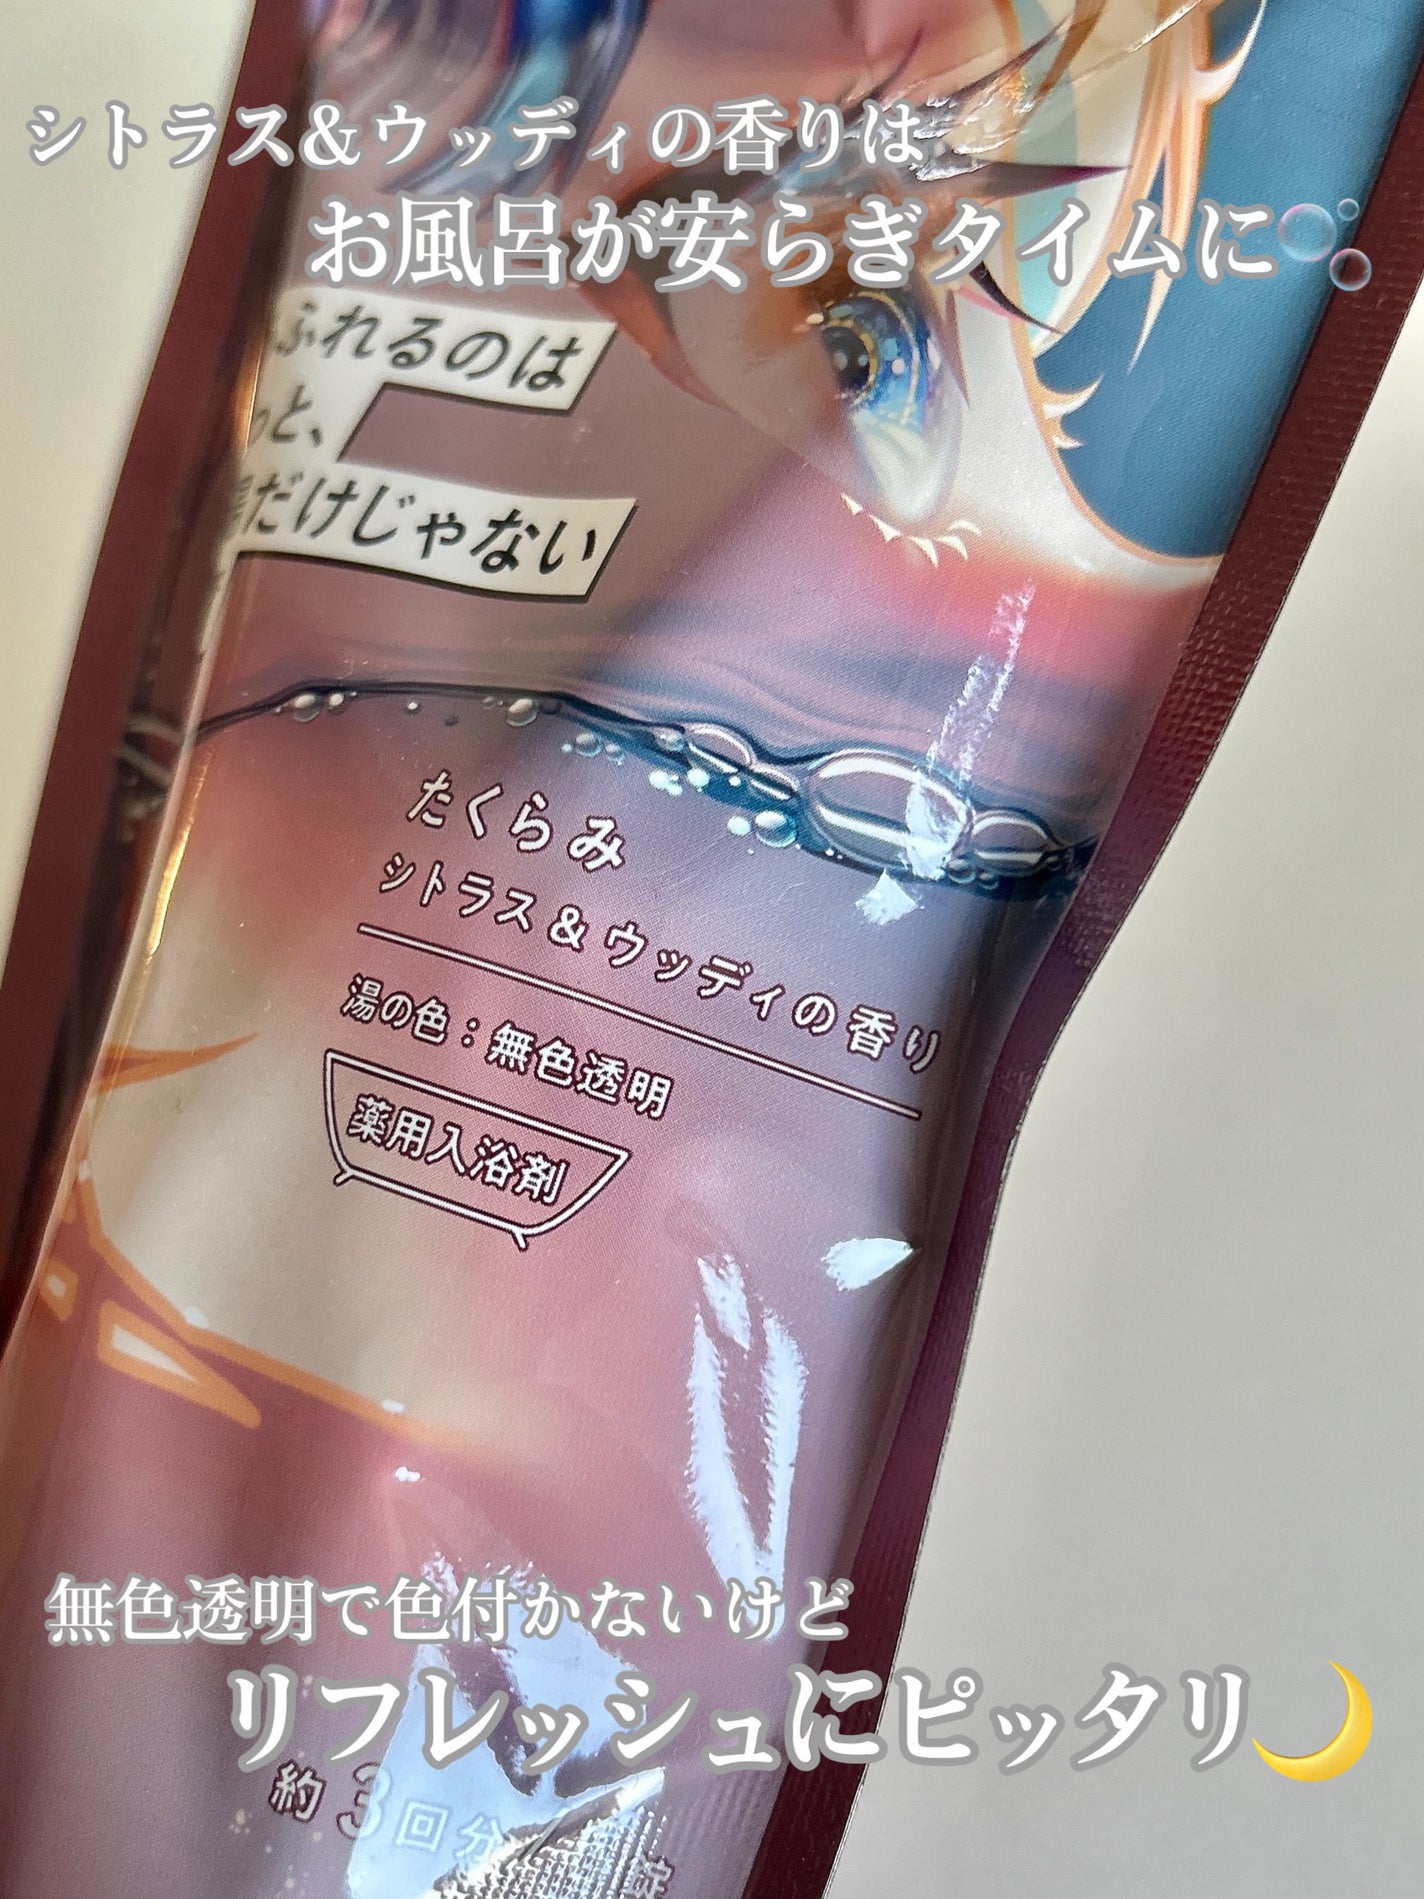 シトラス&ウッディの香りは
お風呂が安らぎタイムに
ふれるのは
と、
だけじゃない
たくらみ
シトラス&ウッディの香り
湯の色：無色透明
薬用入浴剤
無色透明で色付かないけど
リフレッシュにピッタリ
約3回分
錠